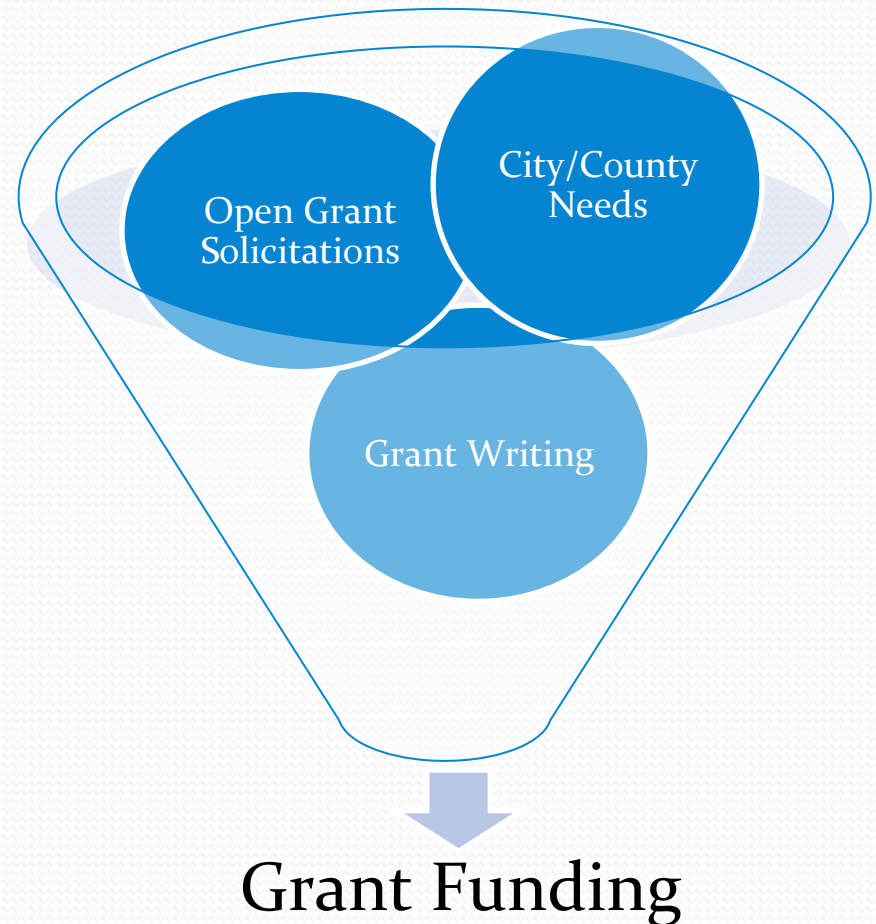 City/County
Needs
Open Grant
Solicitations
Grant Writing
Grant Funding